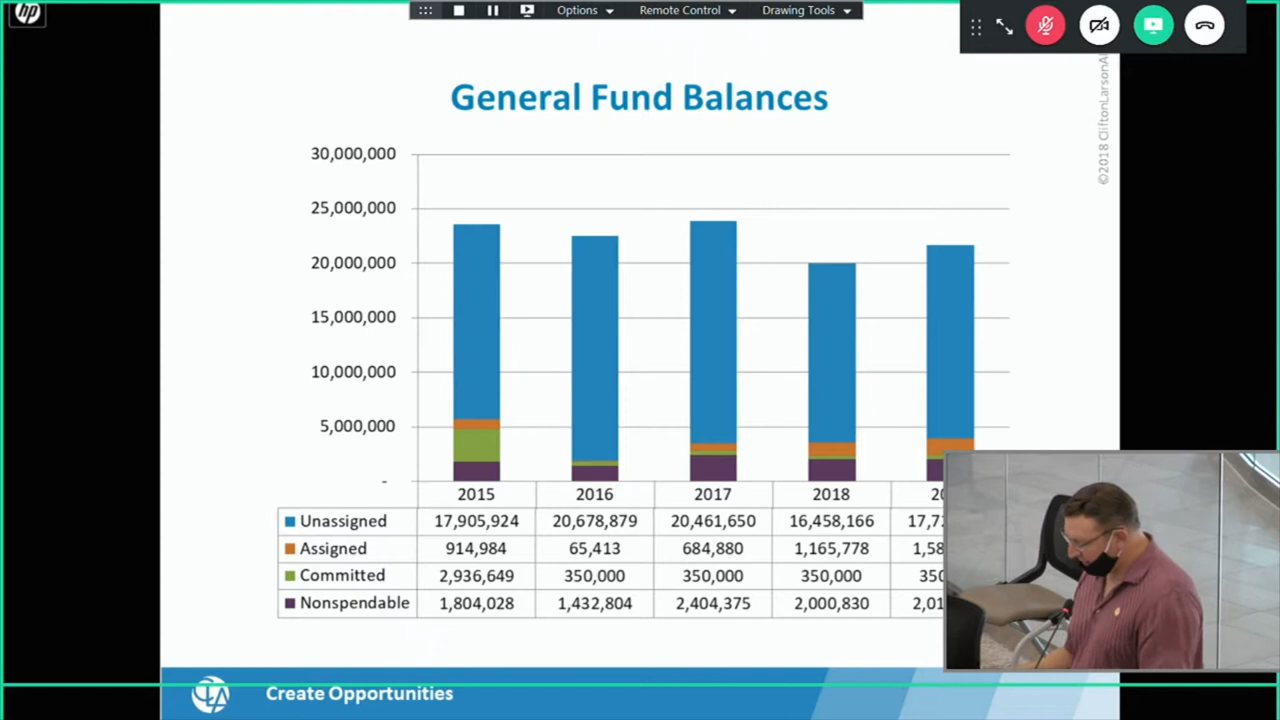 hp
Options Remote Control Drawing Tools
General Fund Balances
30,000,000
25,000,000
20,000,000
15,000,000
10,000,000
5,000,000
-
2015 2016 2017 2018
Unassigned 17,905,924 20,678,879 20,461,650 16,458,166
Assigned 914,984 65,413 684,880 1,165,778
Committed 2,936,649 350,000 350,000 350,000
Nonspendable 1,804,028 1,432,804 2,404,375 2,000,830
CLA Create Opportunities
©2018